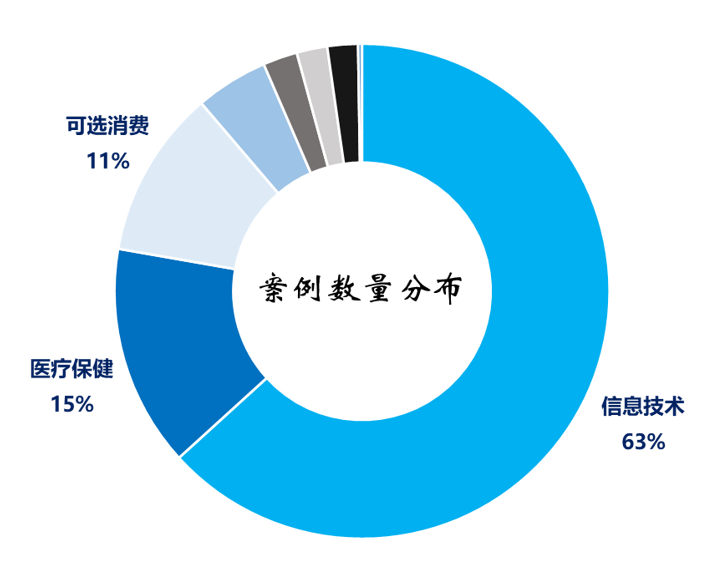 可选消费
11%
案例数量分布
医疗保健
15%
信息技术
63%